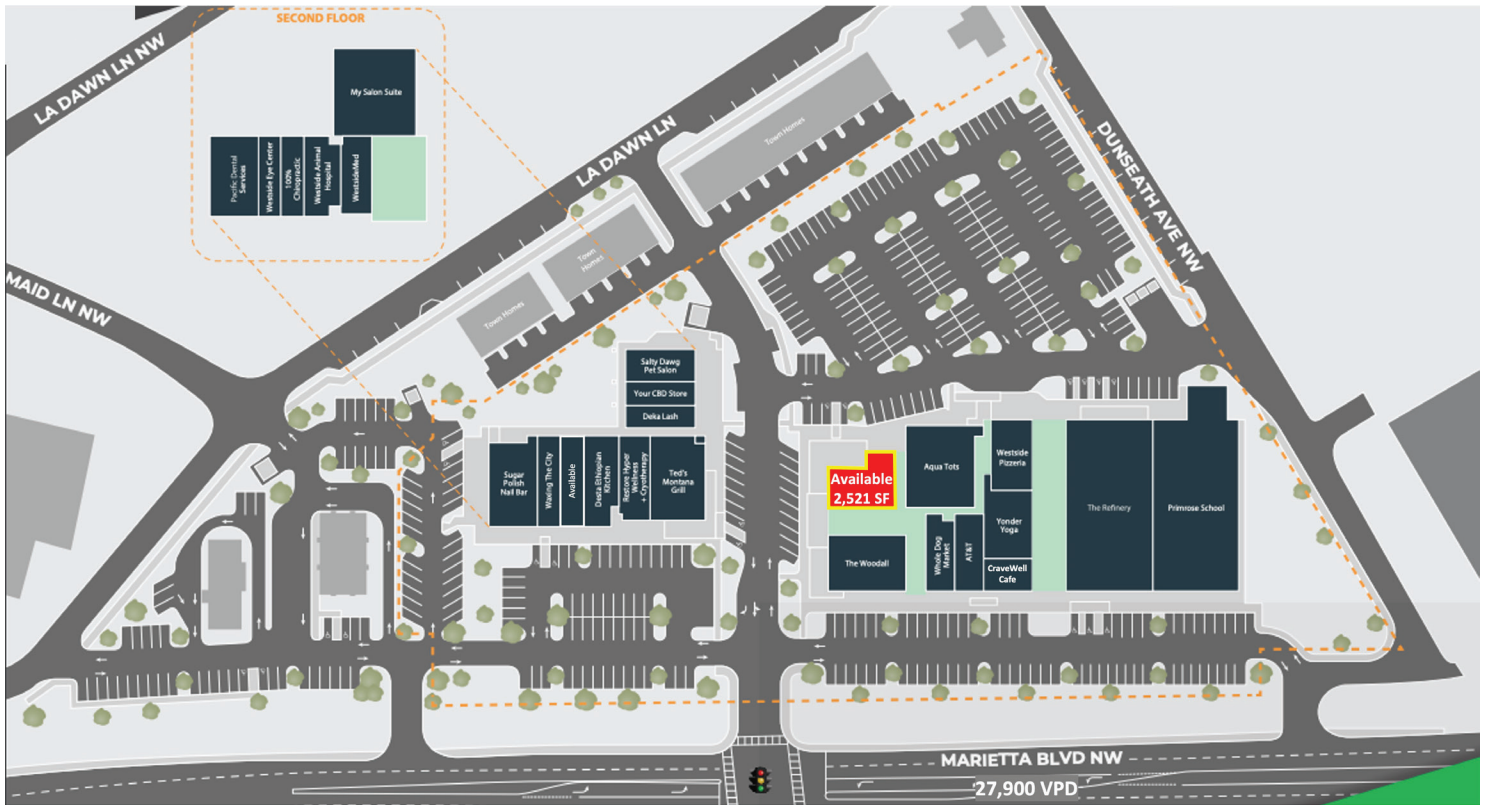 SECOND FLOOR
LA DAWN LN NW
My Salon Suite
Pacific Dental
Services
Westside Eye Center
100%
Chiropractic
Westside Animal
Hospital
WestsideMed
LA DAWN LN
Town Homes
DUNSEATH AVE NW
Town
Homes
Town Homes
MAID LN NW
Salty Dawg
Pet Salon
Your CBD Store
Deka Lash
Sugar
Polish
Nail Bar
Waxing The City
Available
Desta Ethiopian
Kitchen
Restore Hyper
Wellness
+ Cryotherapy
Ted's
Montana
Grill
Available
2,521 SF
Aqua Tots
Westside
Pizzeria
The Refinery
Primrose School
Yonder
Yoga
The Woodall
Whole Dog
Market
AT&T
CraveWell
Cafe
MARIETTA BLVD NW
27,900 VPD